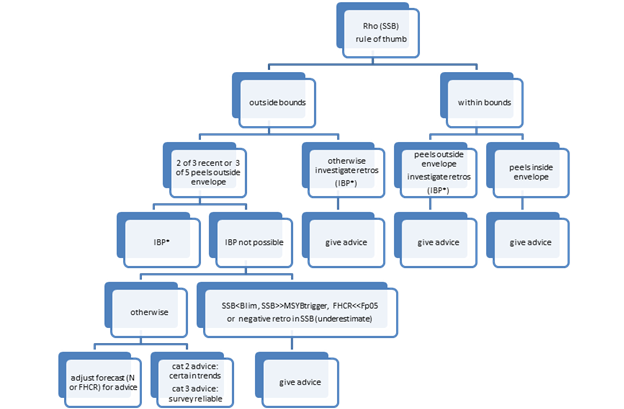 Rho (SSB)
rule of thumb
outside bounds
within bounds
2 of 3 recent or 3
of 5 peels outside
envelope
otherwise
investigate retros
(IBP*)
peels outside
envelope
investigate retros
(IBP*)
peels inside
envelope
IBP*
IBP not possible
give advice
give advice
give advice
otherwise
SSB<Blim, SSB>>MSYBtrigger, FHCR<<Fp05
or negative retro in SSB (underestimate)
adjust forecast (N
or FHCR) for advice
cat 2 advice:
certain trends
cat 3 advice:
survey reliable
give advice